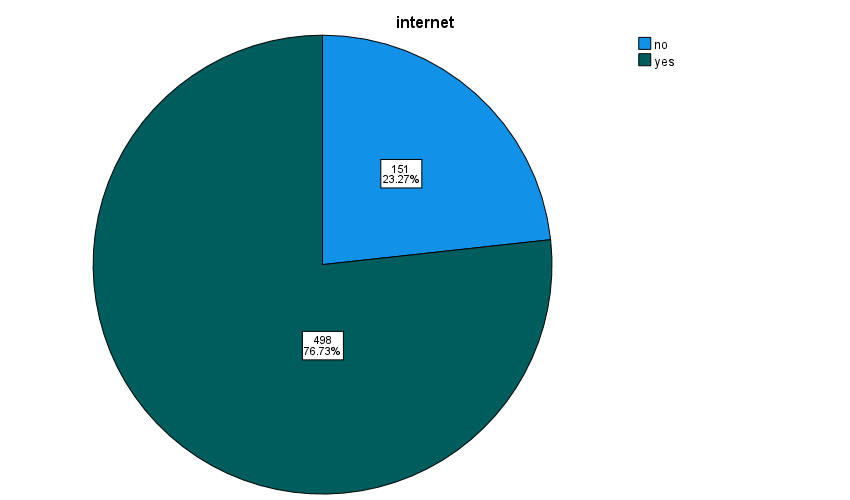 internet
no
yes
151
23.27%
498
76.73%